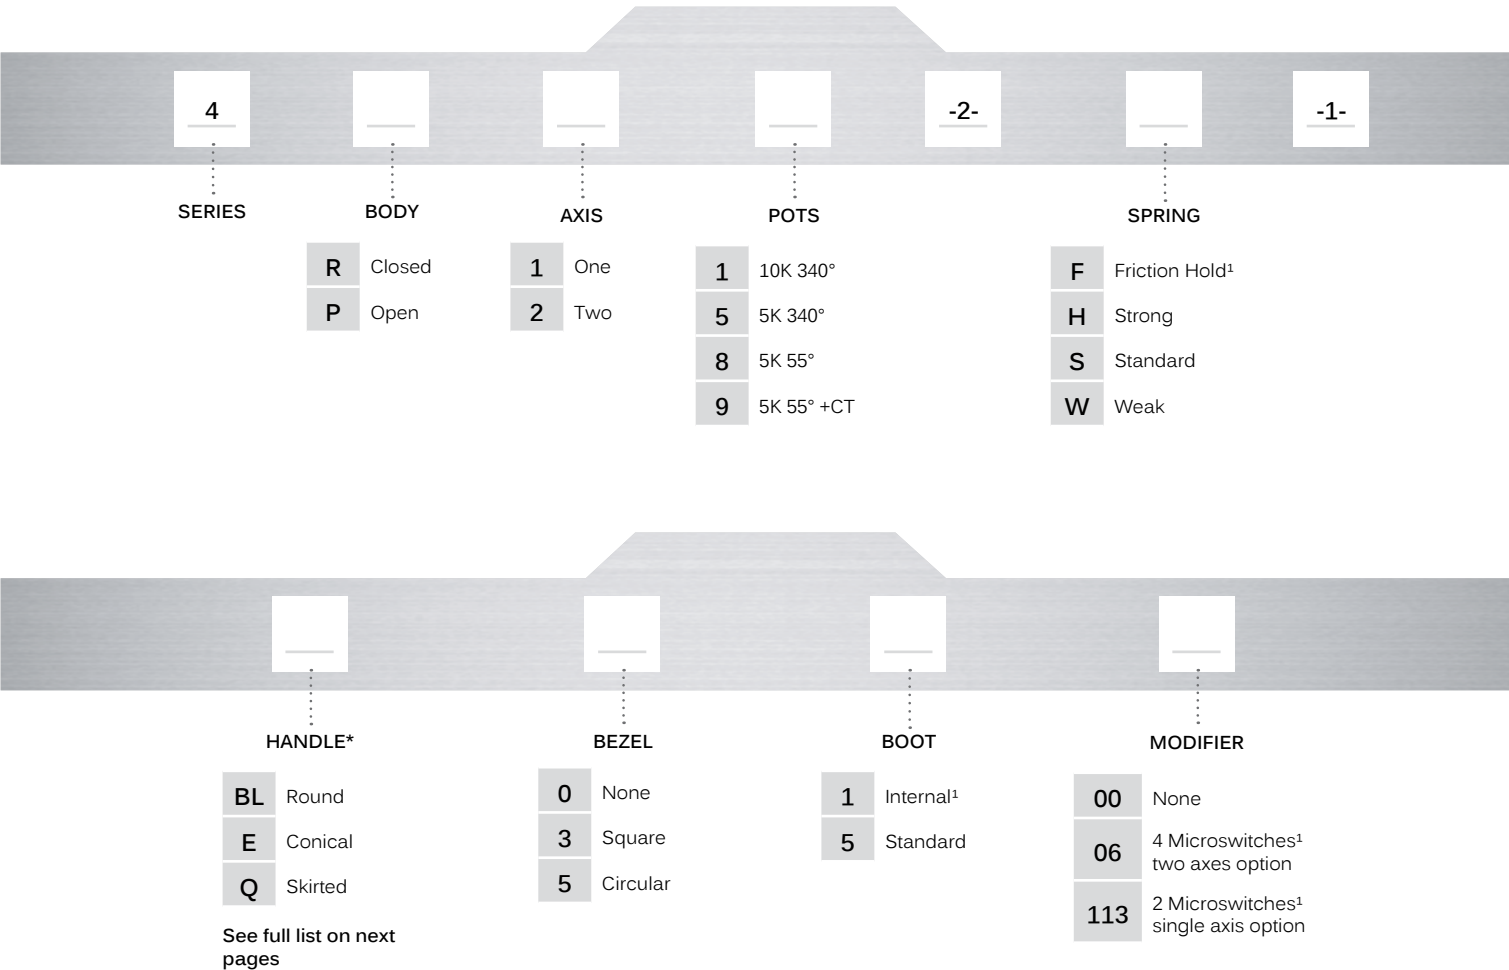 4
-2-
-1-
SERIES
BODY
AXIS
POTS
SPRING
R Closed
P Open
1 One
2 Two
1 10K 340°
5 5K 340°
8 5K 55°
9 5K 55° +CT
F Friction Hold¹
H Strong
S Standard
W Weak
HANDLE*
BEZEL
BOOT
MODIFIER
BL Round
E Conical
Q Skirted
See full list on next
pages
0 None
3 Square
5 Circular
1 Internal¹
5 Standard
00 None
06 4 Microswitches¹
two axes option
113 2 Microswitches¹
single axis option